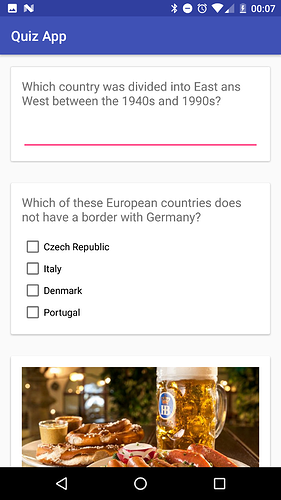 00:07
Quiz App
Which country was divided into East ans
West between the 1940s and 1990s?
Which of these European countries does
not have a border with Germany?
Czech Republic
Italy
Denmark
Portugal
HB